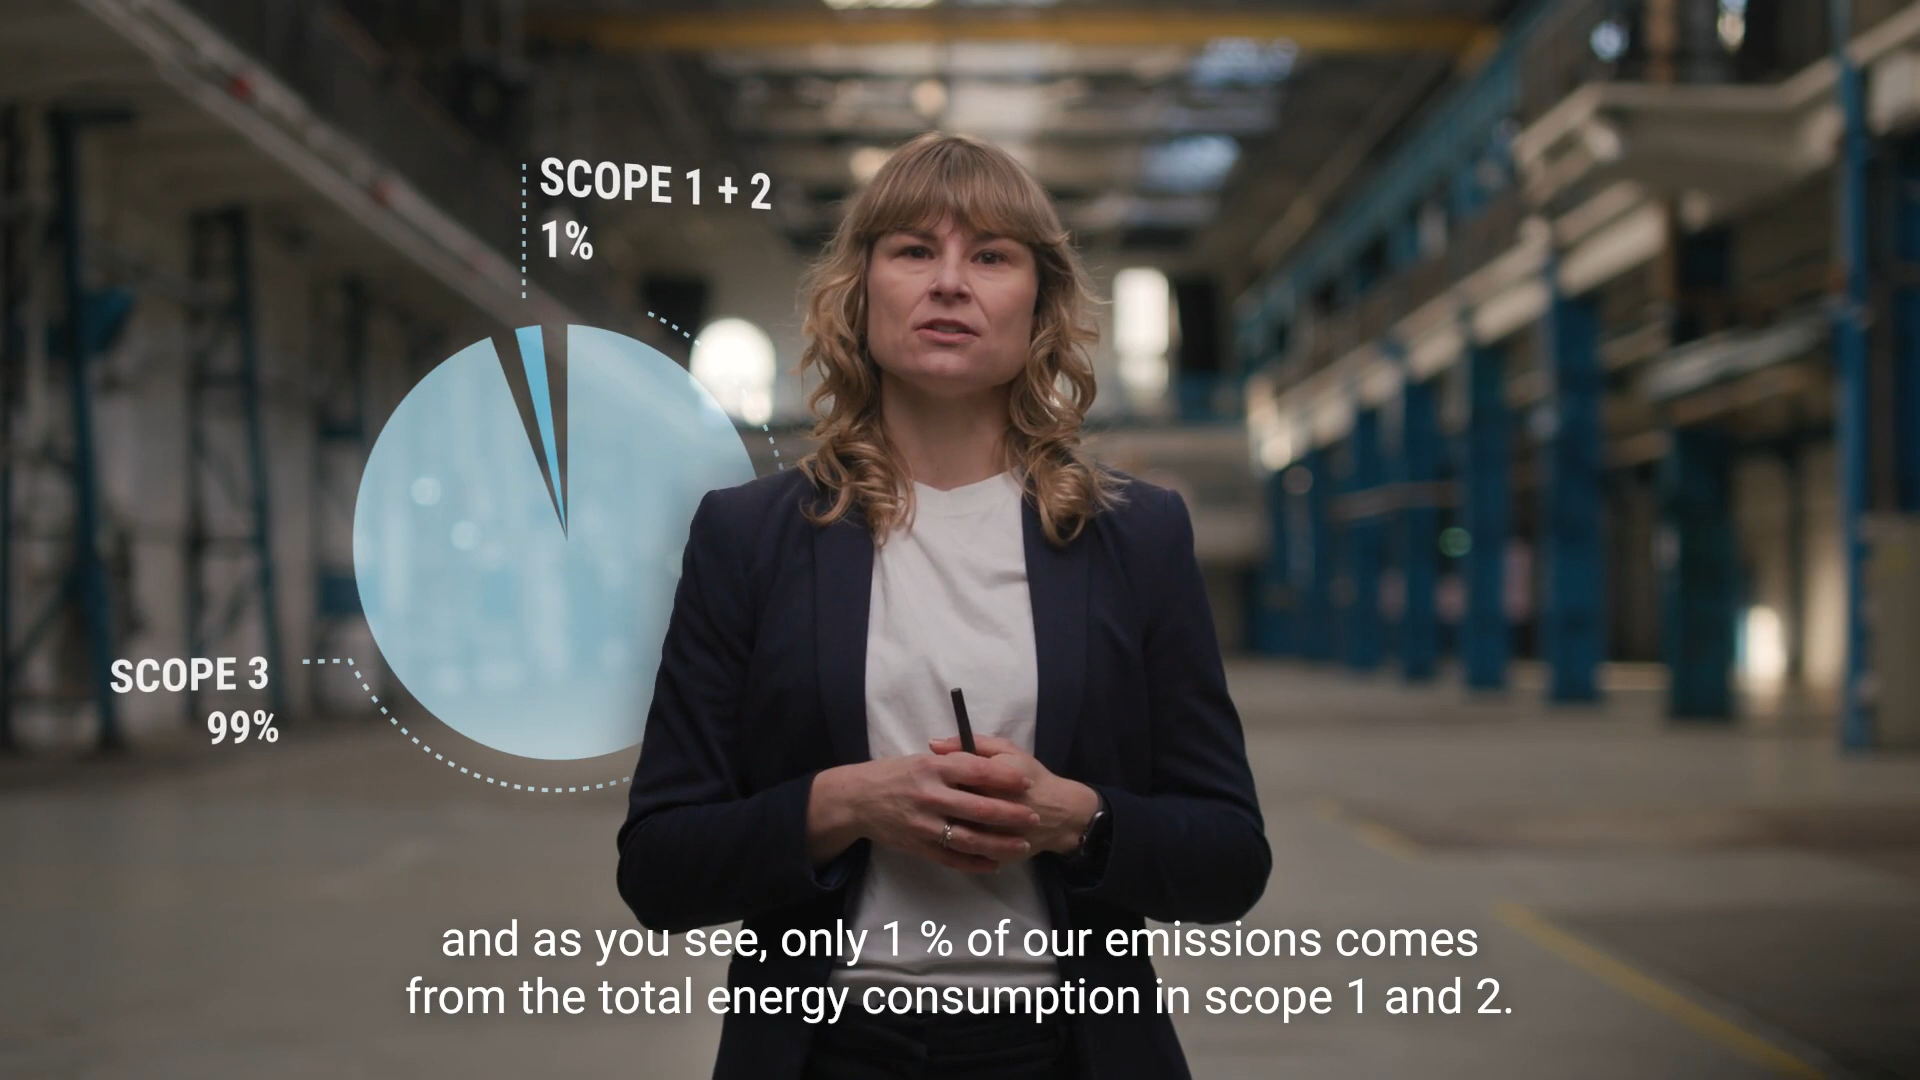 SCOPE 1 + 2
1%
SCOPE 3
99%
and as you see, only 1 % of our emissions comes
from the total energy consumption in scope 1 and 2.